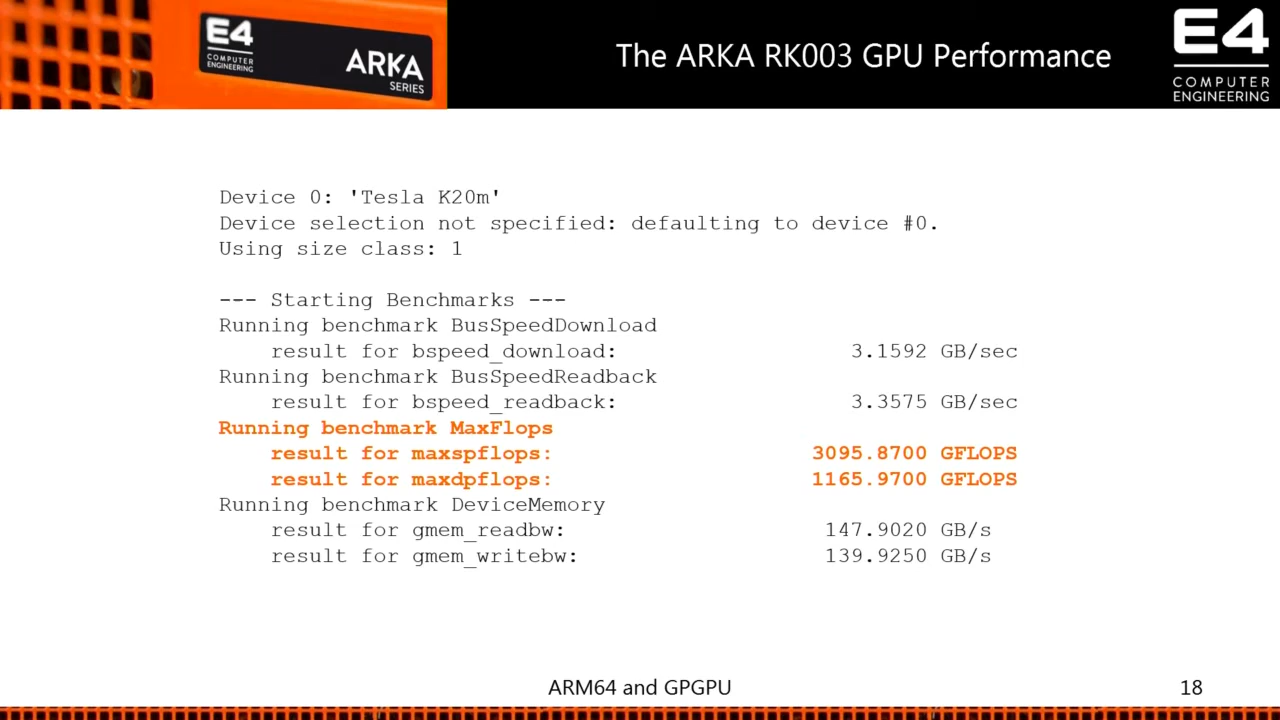 E4
COMPUTER
ENGINEERING
ARKA
SERIES
The ARKA RK003 GPU Performance
E4
COMPUTER
ENGINEERING
Device 0: 'Tesla K20m'
Device selection not specified: defaulting to device #0.
Using size class: 1
--- Starting Benchmarks ---
Running benchmark BusSpeedDownload
result for bspeed_download: 3.1592 GB/sec
Running benchmark BusSpeedReadback
result for bspeed_readback: 3.3575 GB/sec
Running benchmark MaxFlops
result for maxspflops: 3095.8700 GFLOPS
result for maxdpflops: 1165.9700 GFLOPS
Running benchmark DeviceMemory
result for gmem_readbw: 147.9020 GB/s
result for gmem_writebw: 139.9250 GB/s
ARM64 and GPGPU
18